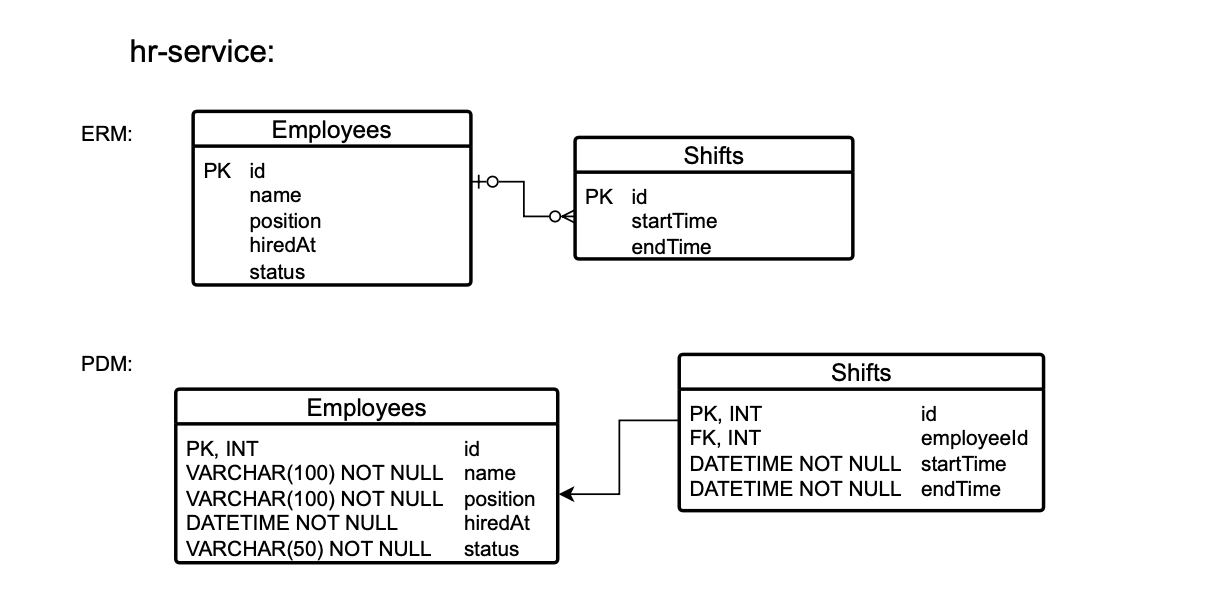 hr-service:
ERM:
Employees
PK id
name
position
hiredAt
status
Shifts
PK id
startTime
endTime
PDM:
Employees
PK, INT id
VARCHAR(100) NOT NULL name
VARCHAR(100) NOT NULL position
DATETIME NOT NULL hiredAt
VARCHAR(50) NOT NULL status
Shifts
PK, INT id
FK, INT employeeId
DATETIME NOT NULL startTime
DATETIME NOT NULL endTime